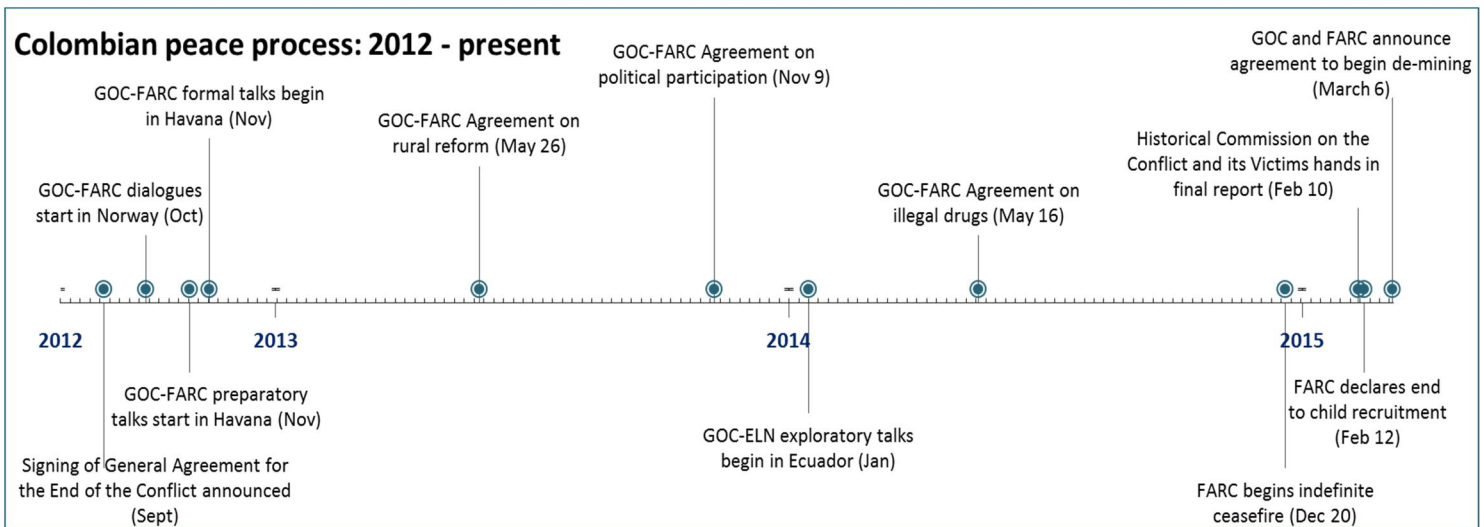 Colombian peace process: 2012 - present
GOC-FARC formal talks begin
in Havana (Nov)
GOC-FARC dialogues
start in Norway (Oct)
GOC-FARC Agreement on
rural reform (May 26)
GOC-FARC Agreement on
political participation (Nov 9)
GOC-FARC Agreement on
illegal drugs (May 16)
GOC and FARC announce
agreement to begin de-mining
(March 6)
Historical Commission on the
Conflict and its Victims hands in
final report (Feb 10)
2012
2013
2014
2015
GOC-FARC preparatory
talks start in Havana (Nov)
Signing of General Agreement for
the End of the Conflict announced
(Sept)
GOC-ELN exploratory talks
begin in Ecuador (Jan)
FARC declares end
to child recruitment
(Feb 12)
FARC begins indefinite
ceasefire (Dec 20)